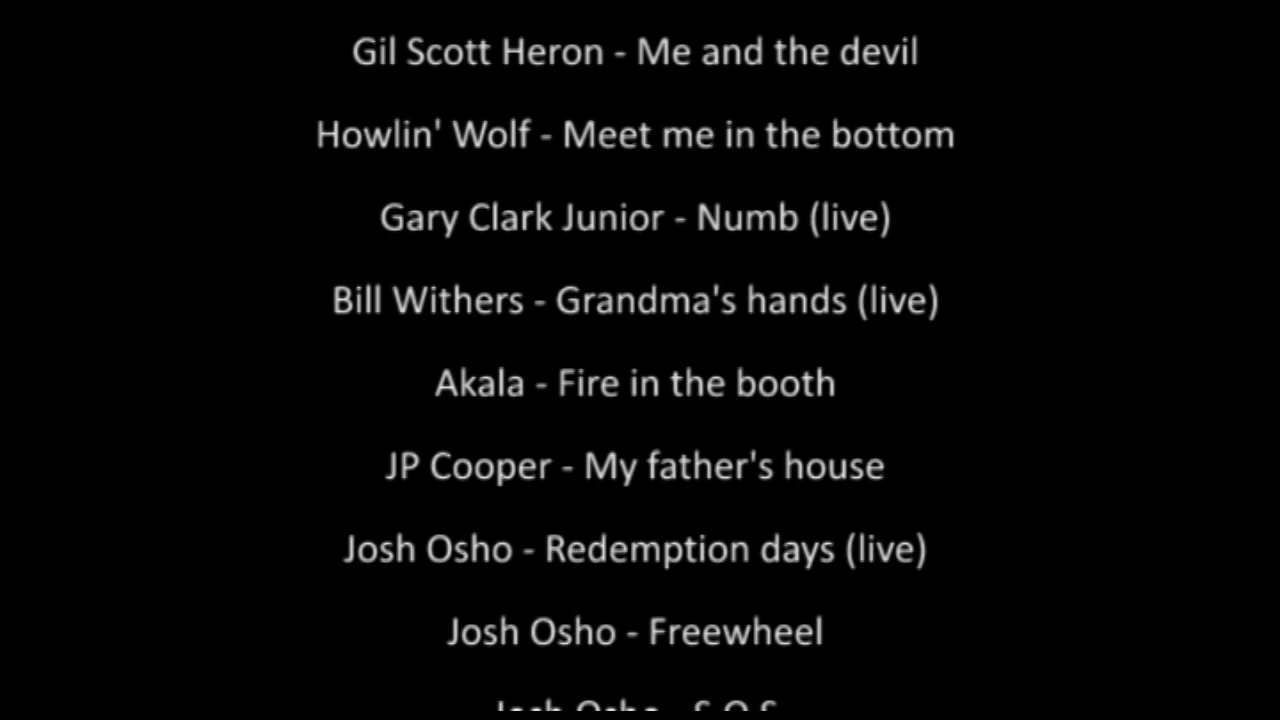 Gil Scott Heron - Me and the devil
Howlin' Wolf - Meet me in the bottom
Gary Clark Junior - Numb (live)
Bill Withers - Grandma's hands (live)
Akala - Fire in the booth
JP Cooper - My father's house
Josh Osho - Redemption days (live)
Josh Osho - Freewheel
Josh Osho - S.O.S